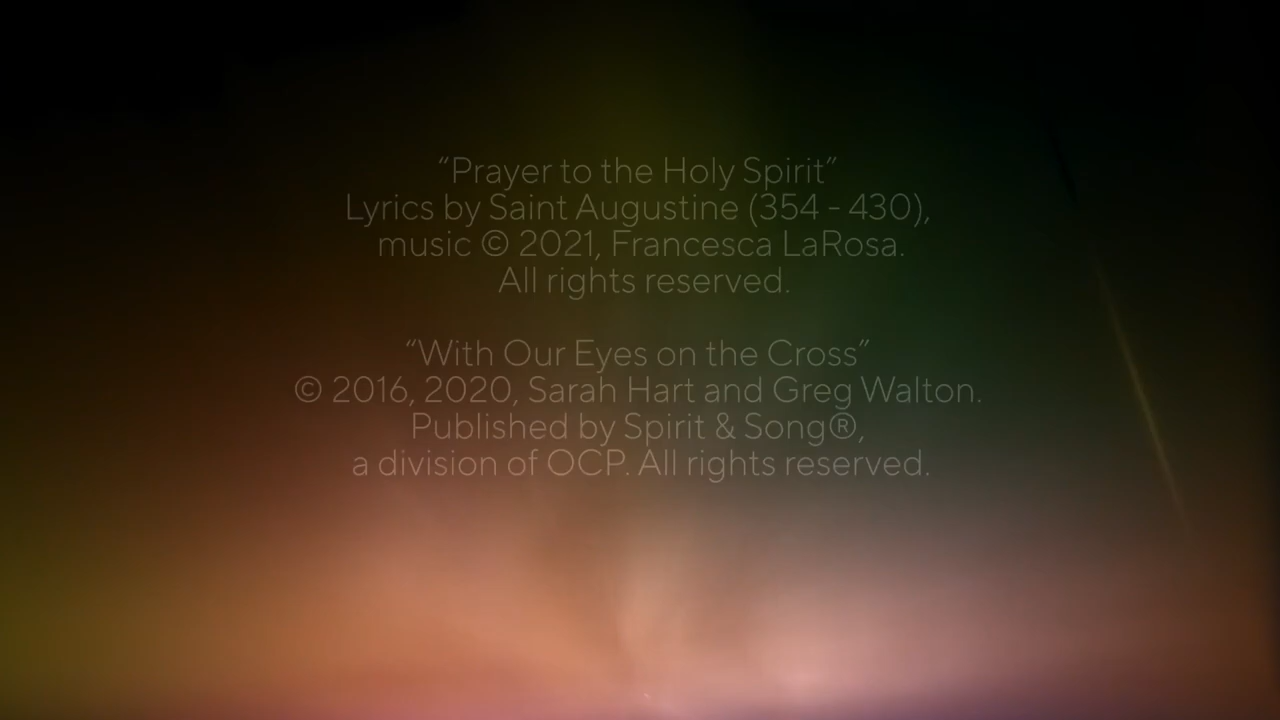 “Prayer to the Holy Spirit”
Lyrics by Saint Augustine (354 - 430),
music © 2021, Francesca LaRosa.
All rights reserved.
“With Our Eyes on the Cross”
© 2016, 2020, Sarah Hart and Greg Walton.
Published by Spirit & Song®,
a division of OCP. All rights reserved.